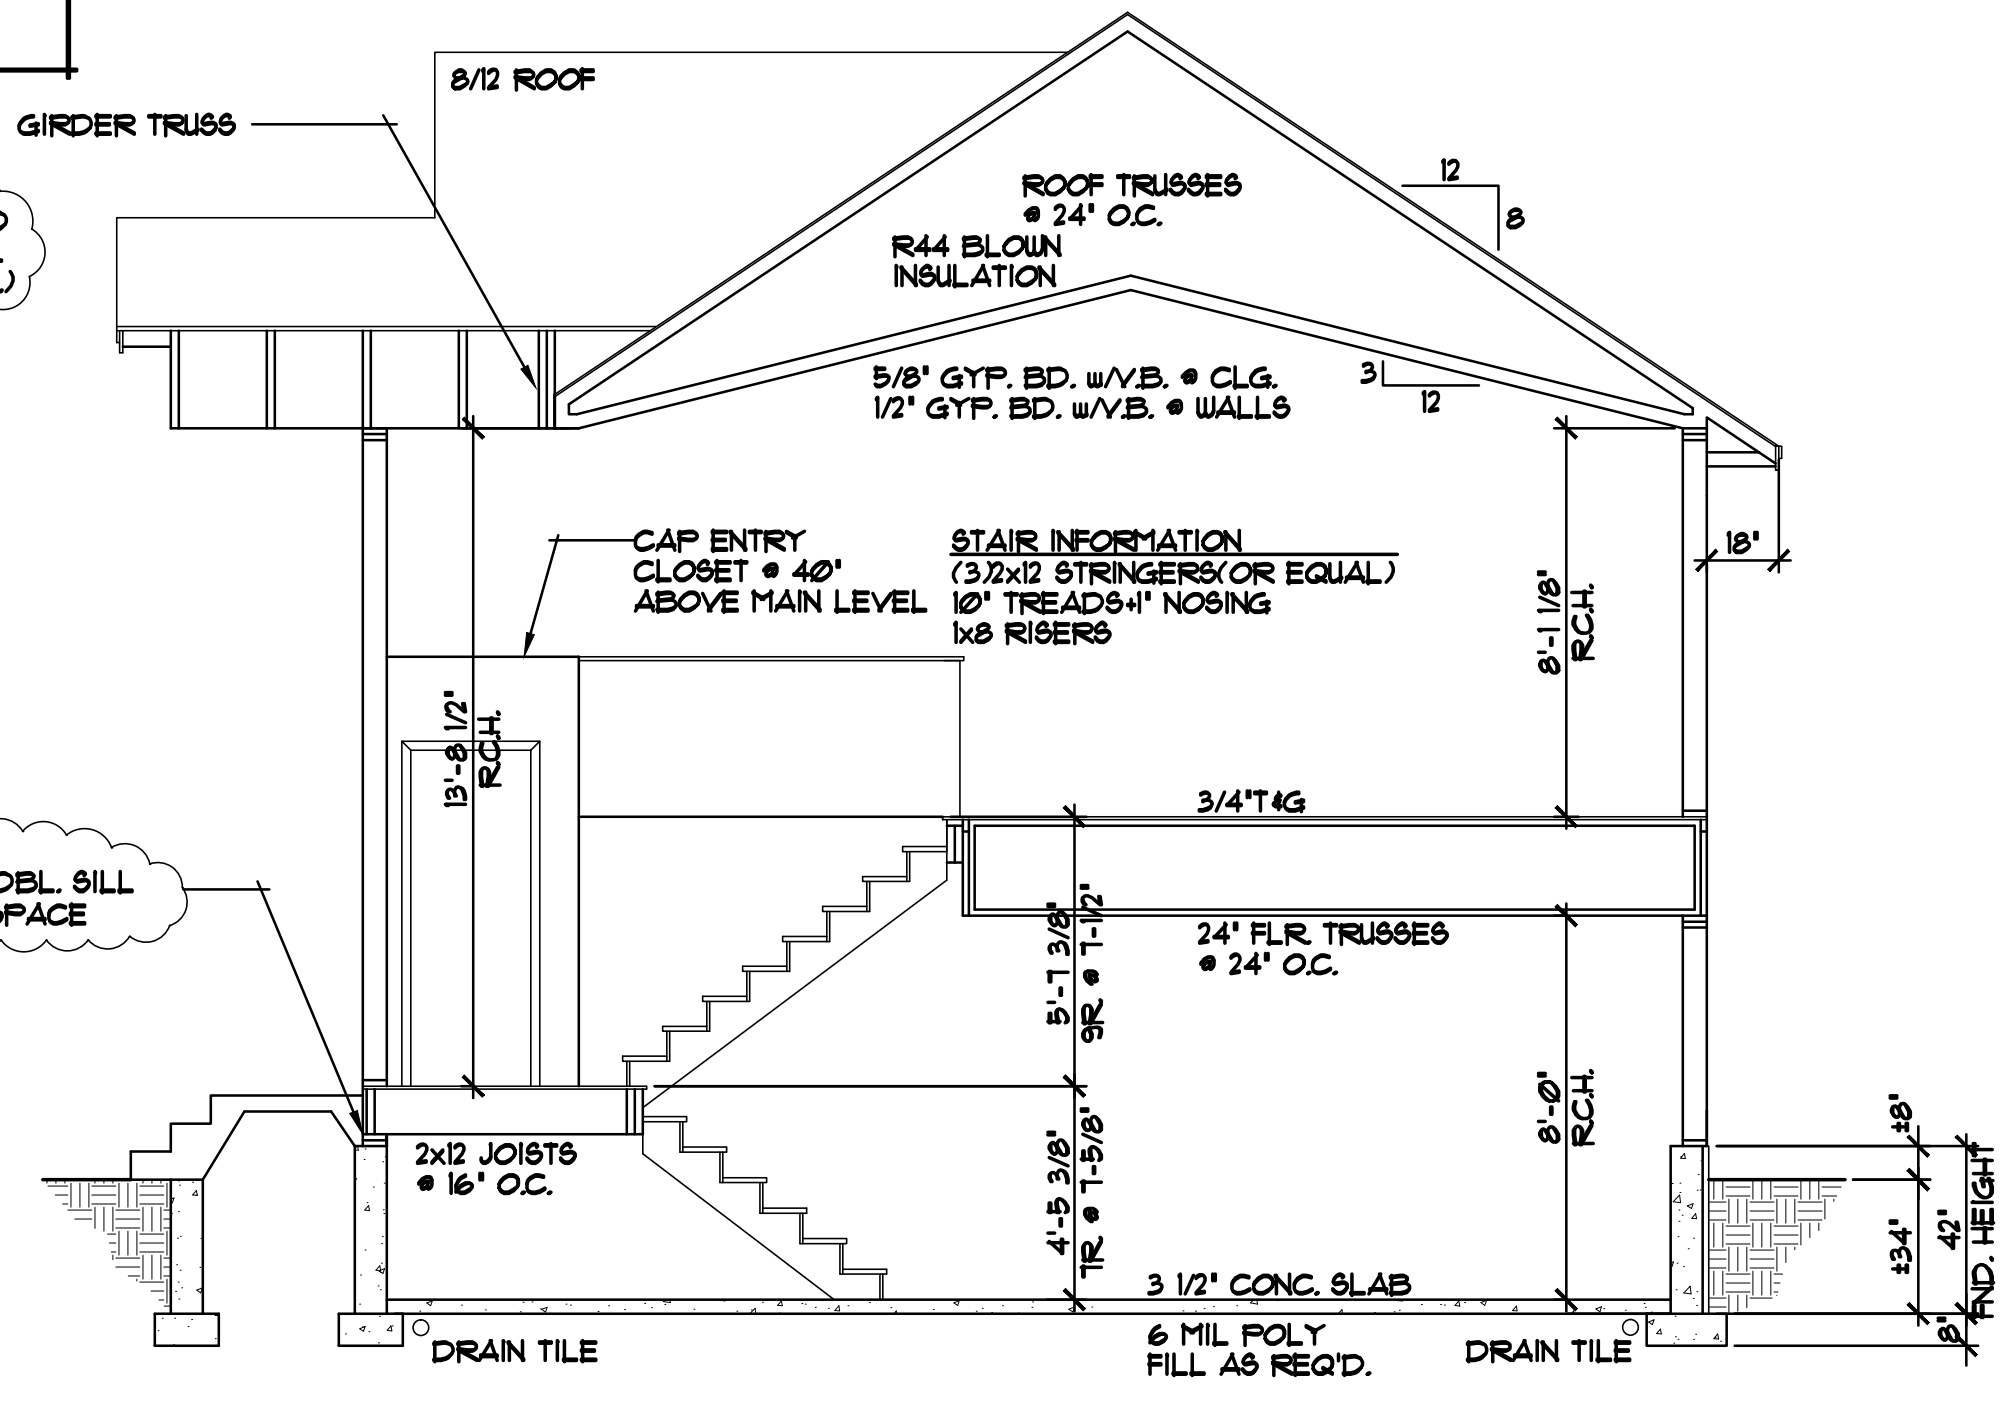 8/12 ROOF
GIRDER TRUSS
12
8
ROOF TRUSSES
@ 24" O.C.
R44 BLOWN
INSULATION
5/8" GYP. BD. w/V.B. @ CLG.
1/2" GYP. BD. w/V.B. @ WALLS
3
12
CAP ENTRY
CLOSET @ 40"
ABOVE MAIN LEVEL
STAIR INFORMATION
(3)2x12 STRINGERS(OR EQUAL)
10" TREADS+1" NOSING
1x8 RISERS
18"
8'-1 1/8"
R.C.H.
13'-8 1/2"
R.C.H.
3/4"T&G
DBL. SILL
SPACE
24" FLR. TRUSSES
@ 24" O.C.
5'-7 3/8"
9R @ 7-1/2"
2x12 JOISTS
@ 16" O.C.
4'-5 3/8"
7R @ 7-5/8"
8'-0"
R.C.H.
±8"
±34"
42"
FND. HEIGHT
8"
3 1/2" CONC. SLAB
6 MIL POLY
FILL AS REQ'D.
DRAIN TILE
DRAIN TILE